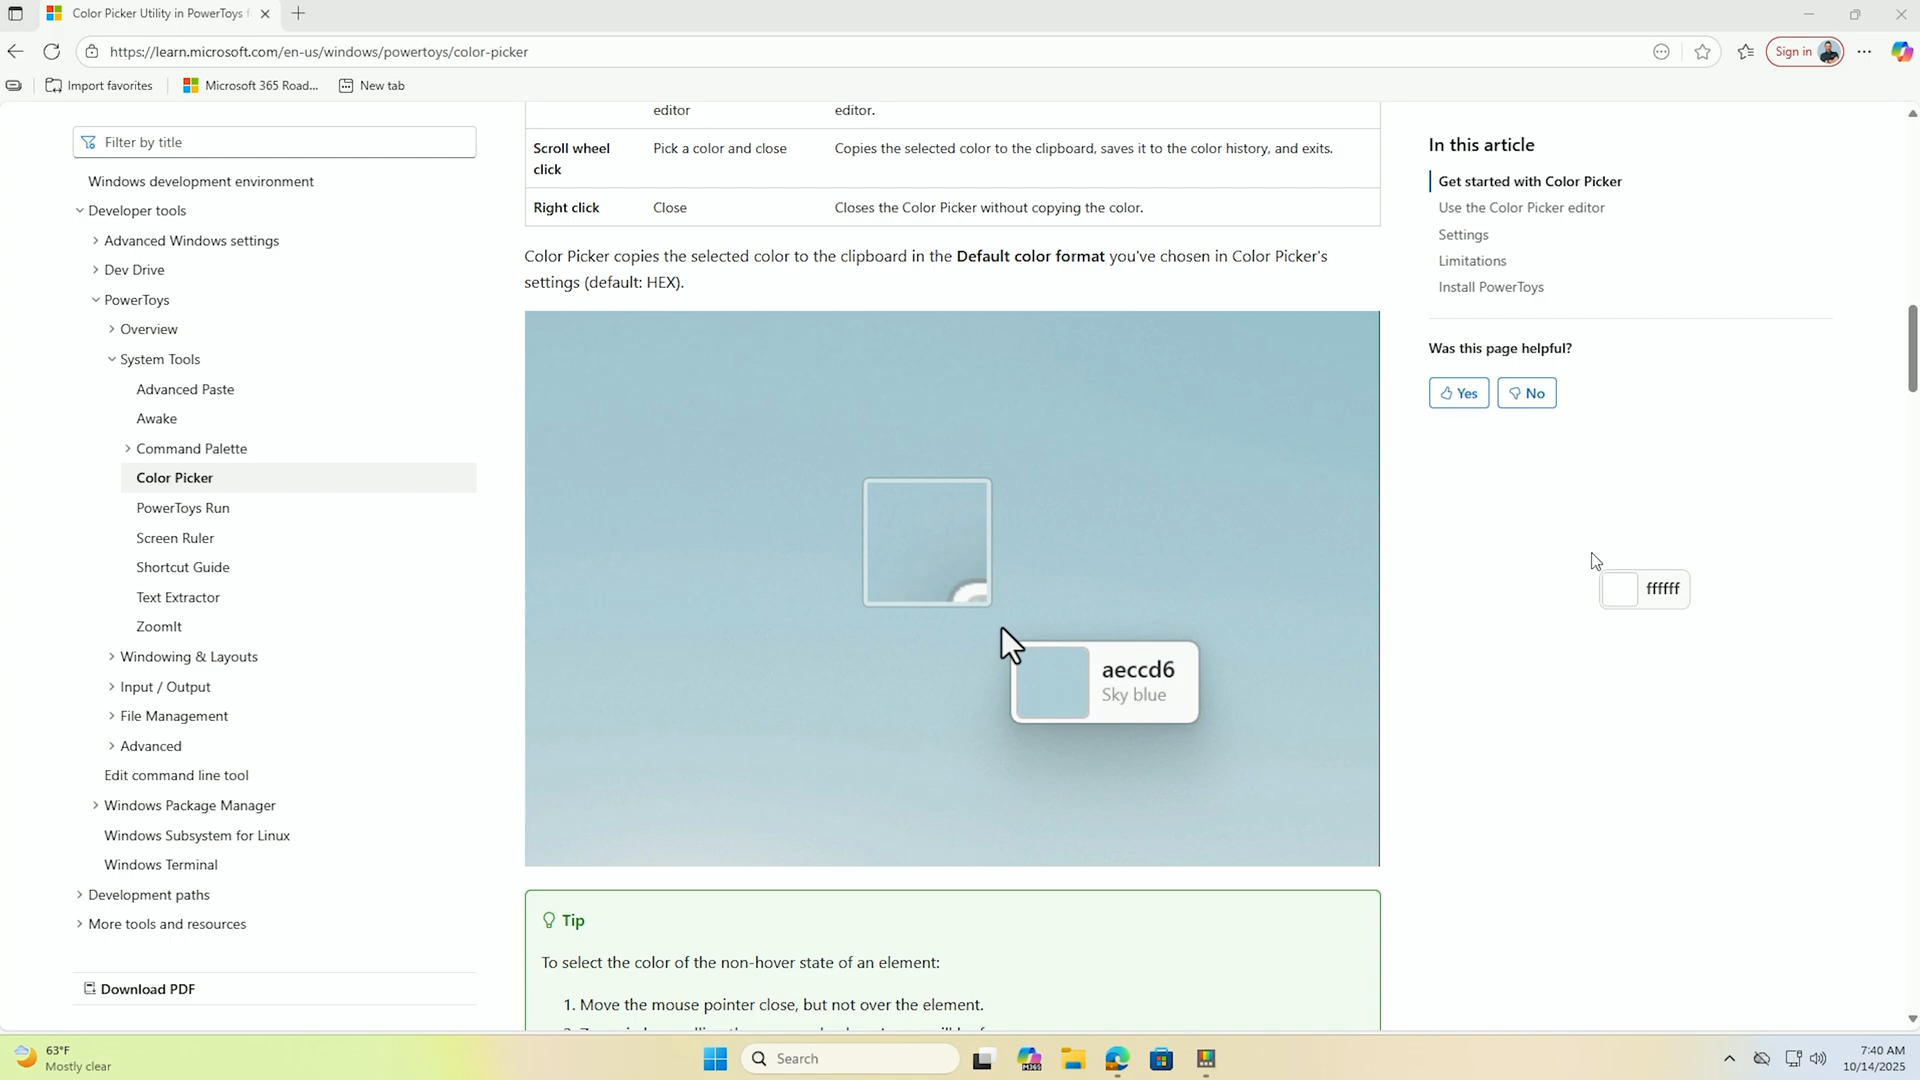 Color Picker Utility in PowerToys f
https://learn.microsoft.com/en-us/windows/powertoys/color-picker
Sign in
Import favorites
Microsoft 365 Road...
New tab
Filter by title
Windows development environment
Developer tools
Advanced Windows settings
Dev Drive
PowerToys
Overview
System Tools
Advanced Paste
Awake
Command Palette
Color Picker
PowerToys Run
Screen Ruler
Shortcut Guide
Text Extractor
ZoomIt
Windowing & Layouts
Input / Output
File Management
Advanced
Edit command line tool
Windows Package Manager
Windows Subsystem for Linux
Windows Terminal
Development paths
More tools and resources
Download PDF
editor editor.
Scroll wheel click Pick a color and close Copies the selected color to the clipboard, saves it to the color history, and exits.
Right click Close Closes the Color Picker without copying the color.
Color Picker copies the selected color to the clipboard in the Default color format you've chosen in Color Picker's
settings (default: HEX).
aeccd6
Sky blue
Tip
To select the color of the non-hover state of an element:
1. Move the mouse pointer close, but not over the element.
In this article
Get started with Color Picker
Use the Color Picker editor
Settings
Limitations
Install PowerToys
Was this page helpful?
Yes No
ffffff
63°F
Mostly clear
Search
M365
7:40 AM
10/14/2025